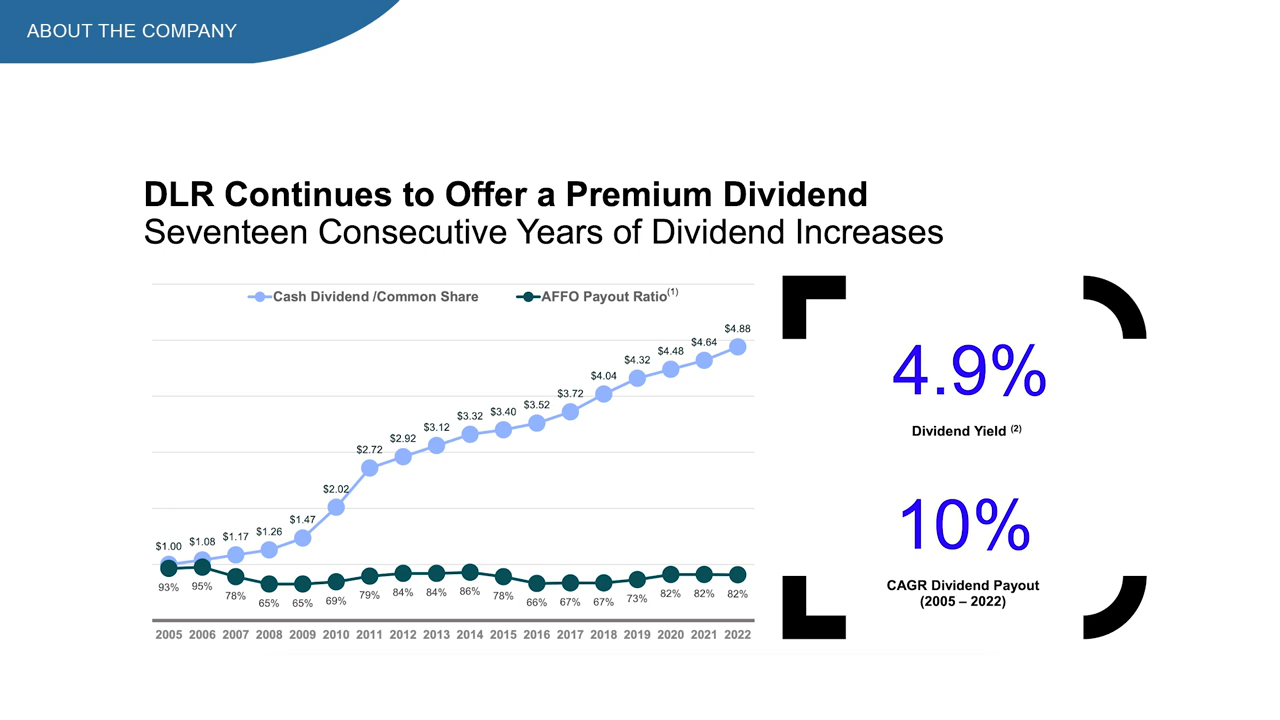 ABOUT THE COMPANY
DLR Continues to Offer a Premium Dividend
Seventeen Consecutive Years of Dividend Increases
Cash Dividend /Common Share
AFFO Payout Ratio(1)
$1.00 $1.08 $1.17 $1.26 $1.47 $2.02 $2.72 $2.92 $3.12 $3.32 $3.40 $3.52 $3.72 $4.04 $4.32 $4.48 $4.64 $4.88
93% 95% 78% 65% 65% 69% 79% 84% 84% 86% 78% 66% 67% 67% 73% 82% 82% 82%
2005 2006 2007 2008 2009 2010 2011 2012 2013 2014 2015 2016 2017 2018 2019 2020 2021 2022
4.9%
Dividend Yield (2)
10%
CAGR Dividend Payout
(2005 – 2022)